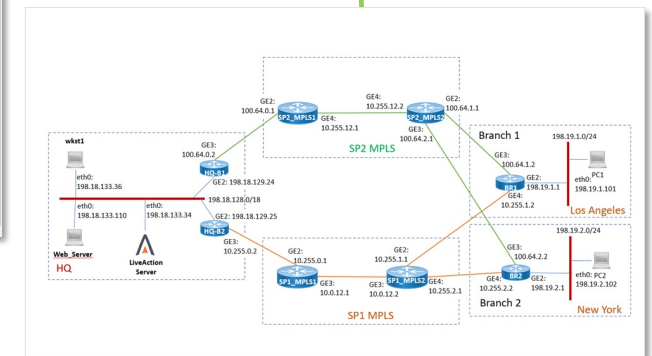 GE2:
100.64.0.1
SP2_MPLS1
GE4:
10.255.12.1
GE4:
10.255.12.2
SP2_MPLS2
GE2:
100.64.1.1
GE3:
100.64.2.1
SP2 MPLS
wkst1
eth0:
198.18.133.36
GE3:
100.64.0.2
HQ-B1
GE2: 198.18.129.24
198.18.128.0/18
eth0:
198.18.133.110
eth0:
198.18.133.34
GE2: 198.18.129.25
HQ-B2
GE3:
10.255.0.2
Web_Server
LiveAction
Server
HQ
Branch 1
198.19.1.0/24
GE3:
100.64.1.2
PC1
BR1
GE2:
198.19.1.1
eth0:
198.19.1.101
GE4:
10.255.1.2
Los Angeles
GE2:
10.255.0.1
SP1_MPLS1
GE3:
10.0.12.1
GE2:
10.255.1.1
GE3:
10.0.12.2
SP1_MPLS2
GE4:
10.255.2.1
SP1 MPLS
198.19.2.0/24
GE3:
100.64.2.2
GE4:
10.255.2.2
BR2
GE2:
198.19.2.1
eth0:
198.19.2.102
PC2
Branch 2
New York